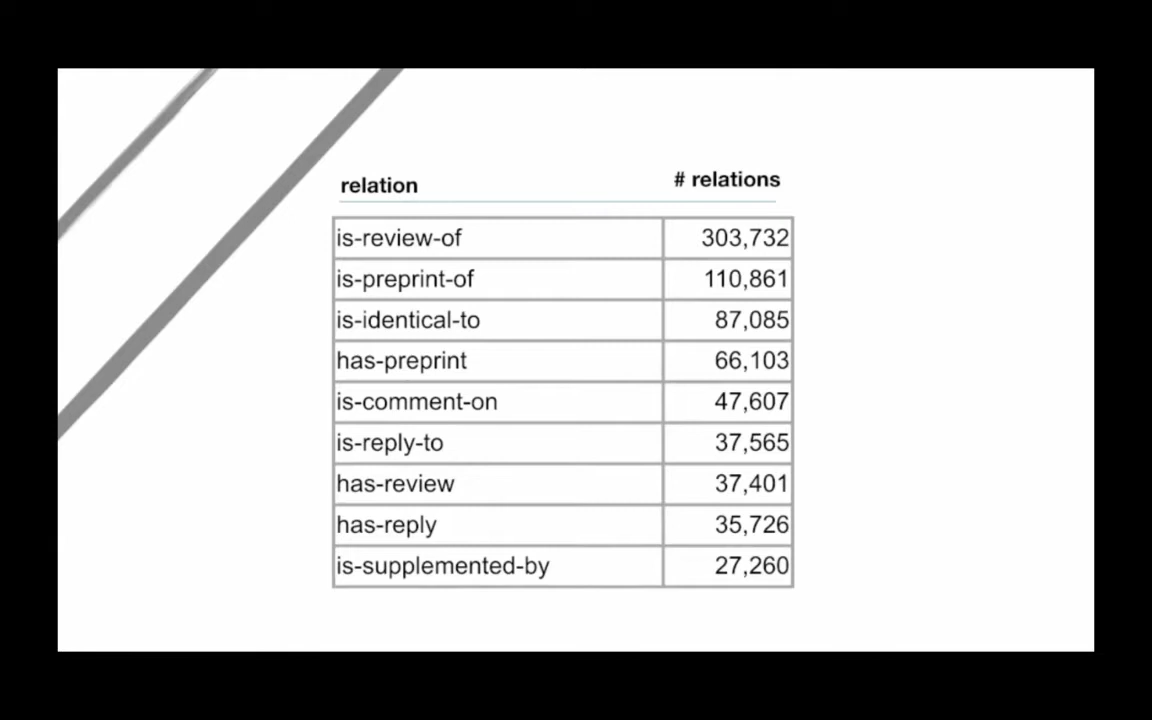 relation # relations
is-review-of 303,732
is-preprint-of 110,861
is-identical-to 87,085
has-preprint 66,103
is-comment-on 47,607
is-reply-to 37,565
has-review 37,401
has-reply 35,726
is-supplemented-by 27,260